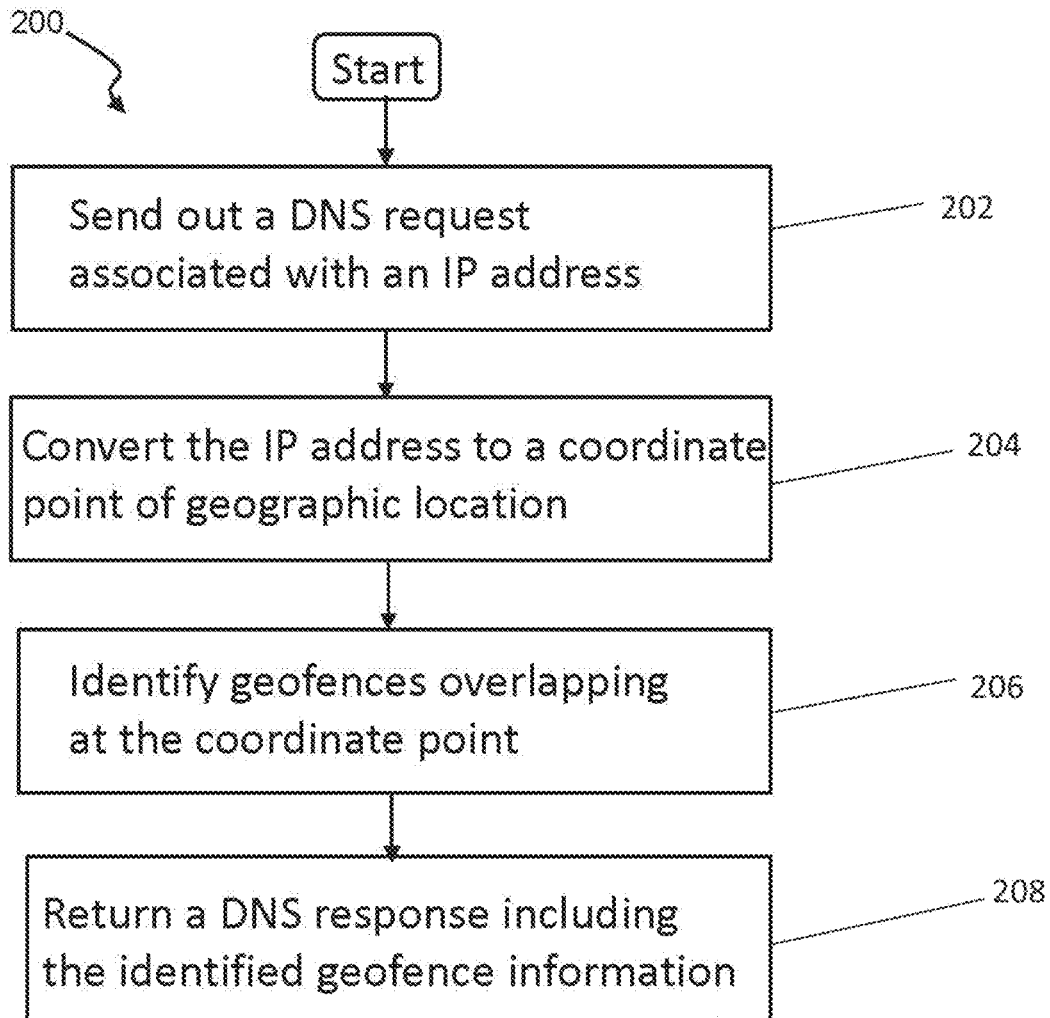 200
Start
Send out a DNS request
associated with an IP address
202
Convert the IP address to a coordinate
point of geographic location
204
Identify geofences overlapping
at the coordinate point
206
Return a DNS response including
the identified geofence information
208